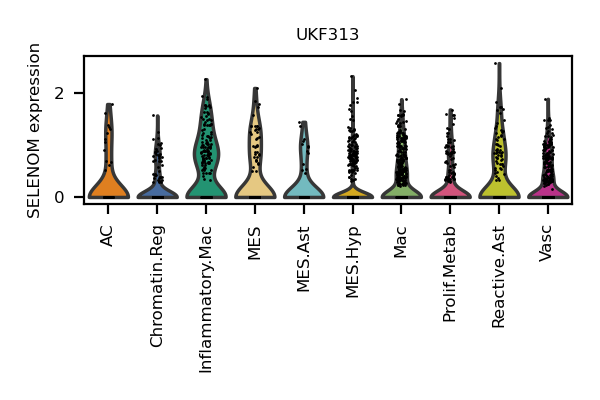 UKF313
SELENOM expression
2
0
AC
Chromatin.Reg
Inflammatory.Mac
MES
MES.Ast
MES.Hyp
Mac
Prolif.Metab
Reactive.Ast
Vasc